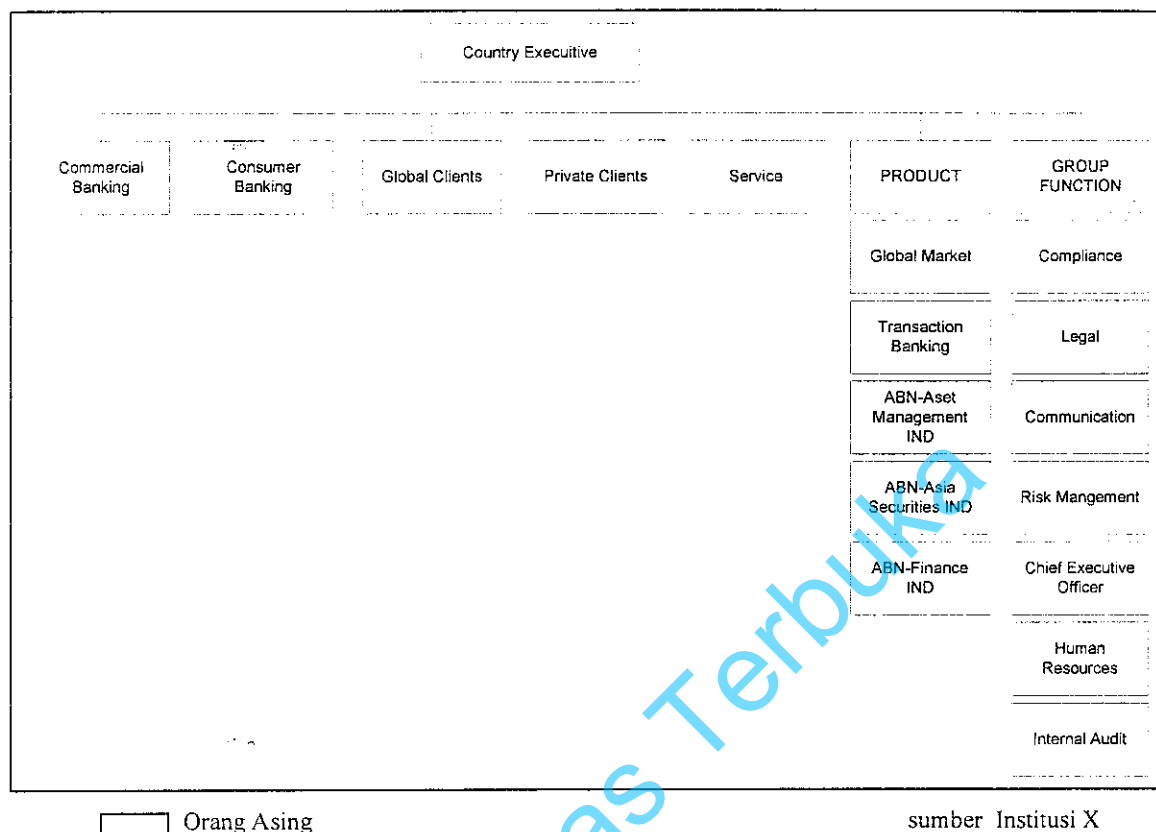 Country Execuitive
Commercial
Banking
Consumer
Banking
Global Clients
Private Clients
Service
PRODUCT
GROUP
FUNCTION
Global Market
Compliance
Transaction
Banking
Legal
ABN-Aset
Management
IND
Communication
ABN-Asia
Securities IND
Risk Mangement
ABN-Finance
IND
Chief Executive
Officer
Human
Resources
Internal Audit
Orang Asing
sumber Institusi X
as Terbuka